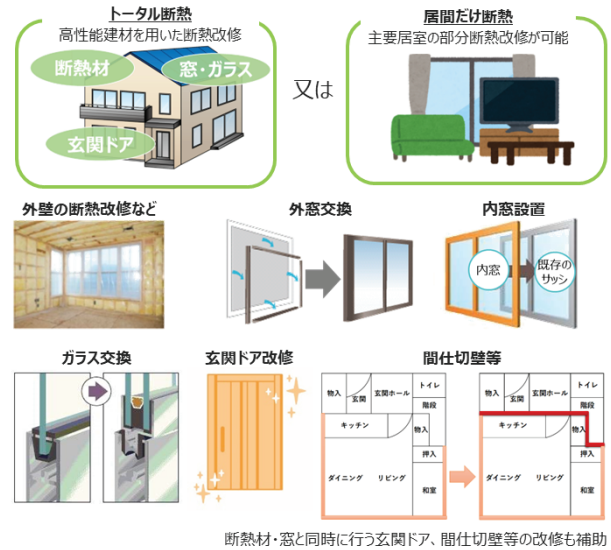 トータル断熱
高性能建材を用いた断熱改修
断熱材
窓・ガラス
玄関ドア
又は
居間だけ断熱
主要居室の部分断熱改修が可能
外壁の断熱改修など
外窓交換
内窓設置
内窓
既存の
サッシ
ガラス交換
玄関ドア改修
間仕切壁等
物入
玄関
玄関ホール
トイレ
階段
キッチン
物入
押入
ダイニング
リビング
和室
物入
玄関
玄関ホール
トイレ
階段
キッチン
物入
押入
ダイニング
リビング
和室
断熱材・窓と同時に行う玄関ドア、間仕切壁等の改修も補助